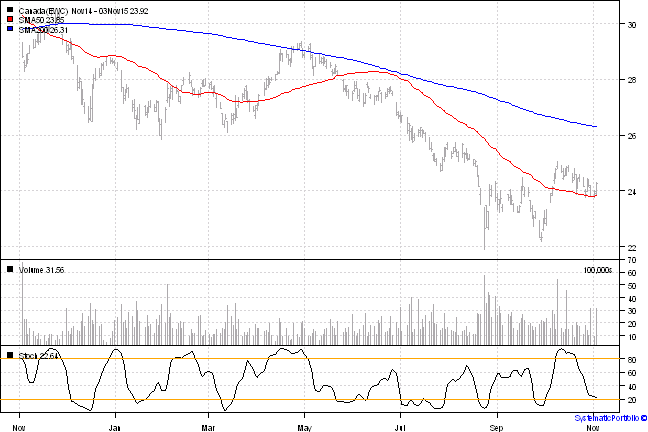 Canada(EWC) Nov14 - 03Nov15 23.92
SMA50 23.85
SMA200 26.31
30
28
26
24
22
Volume 31.56
100,000s
70
60
50
40
30
20
10
Stoch 22.64
80
60
40
20
Nov Jan Mar May Jul Sep Nov
SystematicPortfolio ©